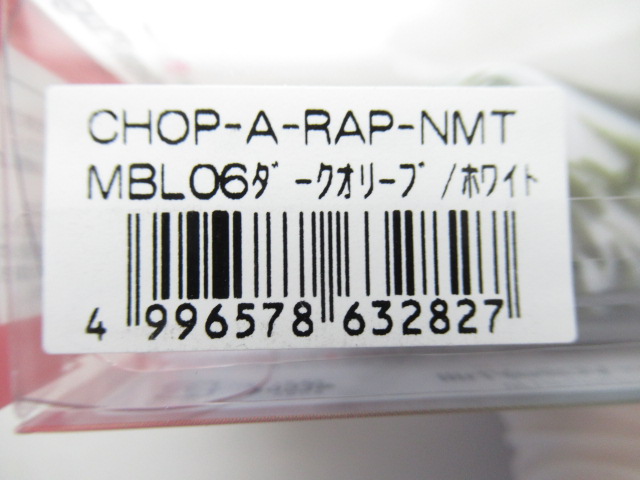 CHOP-A-RAP-NMT
MBL06ﾀﾞｰｸｵﾘｰﾌﾞ/ﾎﾜｲﾄ
4 996578 632827